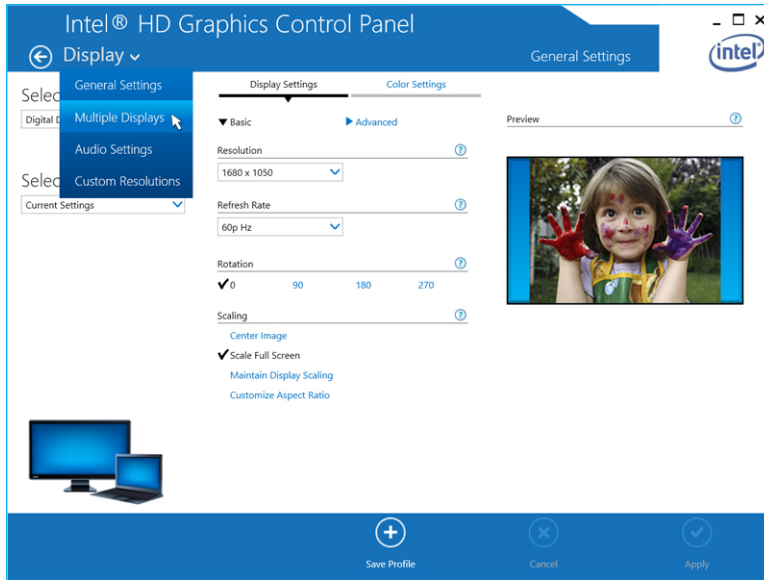 Intel® HD Graphics Control Panel
Display
General Settings
intel
General Settings
Multiple Displays
Audio Settings
Custom Resolutions
Selec
Digital D
Selec
Current Settings
Display Settings
Color Settings
Basic
Advanced
Resolution
?
1680 x 1050
Refresh Rate
?
60p Hz
Rotation
?
0 90 180 270
Scaling
?
Center Image
Scale Full Screen
Maintain Display Scaling
Customize Aspect Ratio
Preview
?
Save Profile
Cancel
Apply